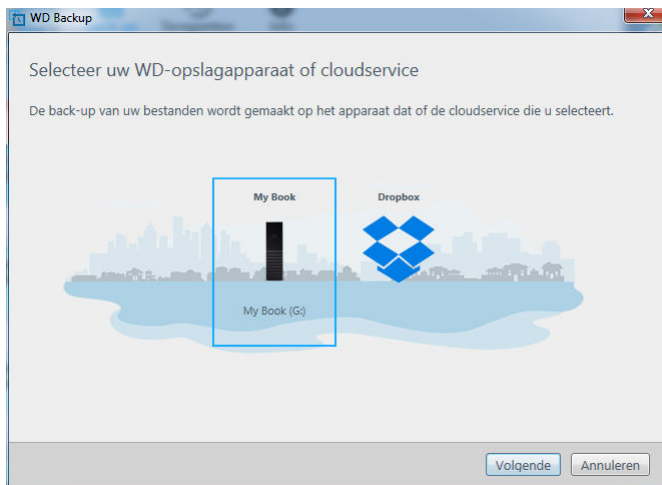 WD Backup
Selecteer uw WD-opslagapparaat of cloudservice
De back-up van uw bestanden wordt gemaakt op het apparaat dat of de cloudservice die u selecteert.
My Book
Dropbox
My Book (G:)
Volgende
Annuleren